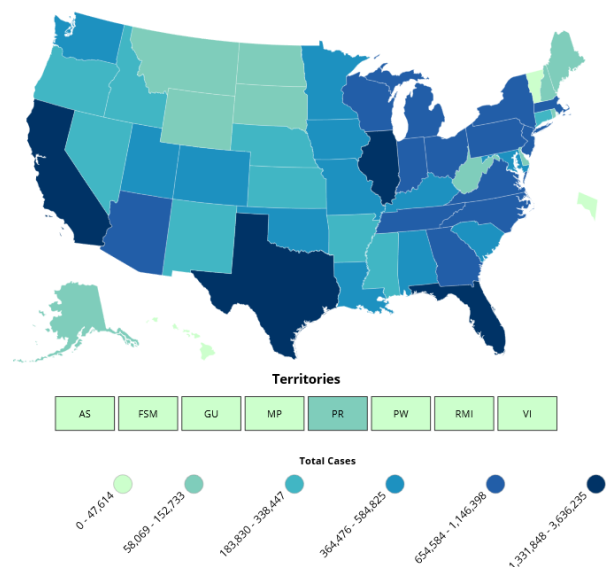 Territories
AS
FSM
GU
MP
PR
PW
RMI
VI
Total Cases
0 - 47,614
58,069 - 152,733
183,830 - 338,447
364,476 - 584,825
654,584 - 1,146,398
1,331,848 - 3,636,235